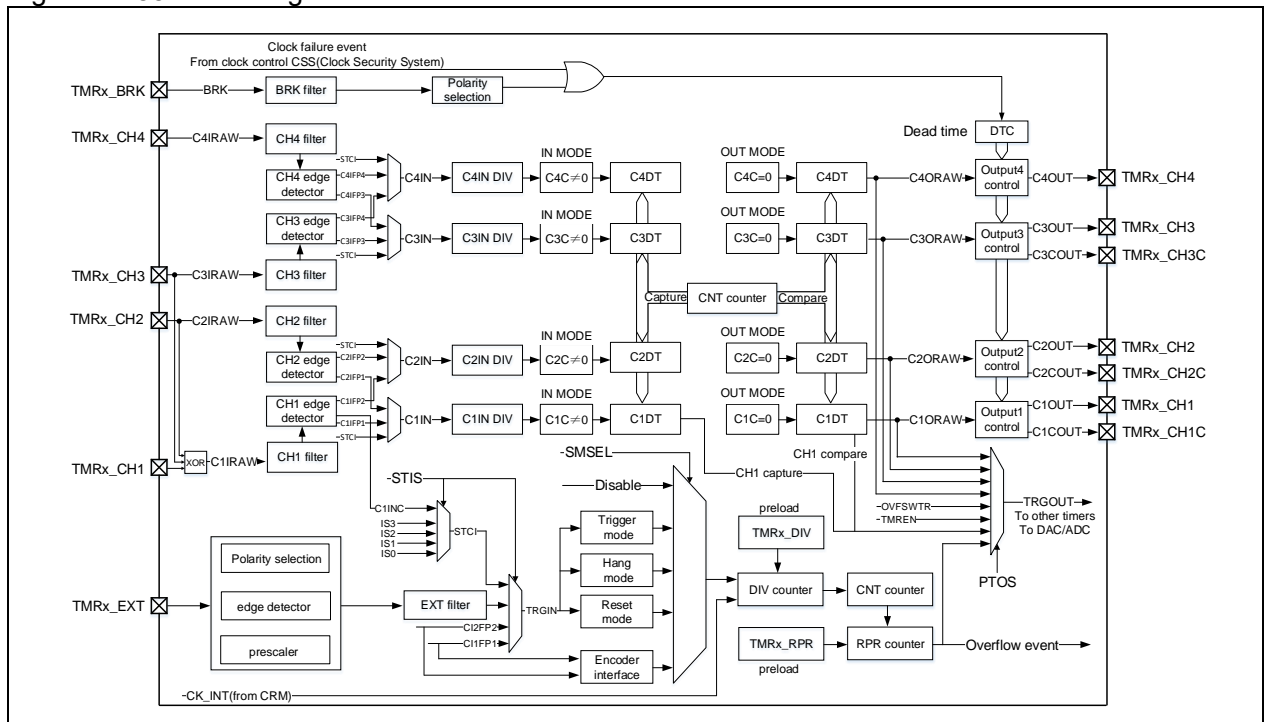 Clock failure event
From clock control CSS(Clock Security System)
TMRx_BRK
BRK
BRK filter
Polarity
selection
TMRx_CH4
C4IRAW
CH4 filter
Dead time
DTC
STCI
C4IFP4
C4IFP3
CH4 edge
detector
C4IN
C4IN DIV
IN MODE
C4C≠0
C4DT
OUT MODE
C4C=0
C4DT
C4ORAW
Output4
control
C4OUT
TMRx_CH4
CH3 edge
detector
C3IFP4
C3IFP3
STCI
C3IN
C3IN DIV
IN MODE
C3C≠0
C3DT
OUT MODE
C3C=0
C3DT
C3ORAW
Output3
control
C3OUT
TMRx_CH3
C3COUT
TMRx_CH3C
TMRx_CH3
C3IRAW
CH3 filter
Capture
CNT counter
Compare
TMRx_CH2
C2IRAW
CH2 filter
STCI
C2IFP2
C2IFP1
CH2 edge
detector
C2IN
C2IN DIV
IN MODE
C2C≠0
C2DT
OUT MODE
C2C=0
C2DT
C2ORAW
Output2
control
C2OUT
TMRx_CH2
C2COUT
TMRx_CH2C
CH1 edge
detector
C1IFP2
C1IFP1
STCI
C1IN
C1IN DIV
IN MODE
C1C≠0
C1DT
OUT MODE
C1C=0
C1DT
C1ORAW
Output1
control
C1OUT
TMRx_CH1
C1COUT
TMRx_CH1C
TMRx_CH1
XOR
C1IRAW
CH1 filter
-SMSEL
CH1 capture
CH1 compare
-STIS
Disable
C1INC
IS3
IS2
IS1
IS0
STCI
Trigger
mode
Hang
mode
Reset
mode
Encoder
interface
preload
TMRx_DIV
-OVFSWTR
-TMREN
TRGOUT
To other timers
To DAC/ADC
PTOS
TMRx_EXT
Polarity selection
edge detector
prescaler
EXT filter
CI2FP2
CI1FP1
TRGIN
DIV counter
CNT counter
TMRx_RPR
preload
RPR counter
Overflow event
-CK_INT(from CRM)